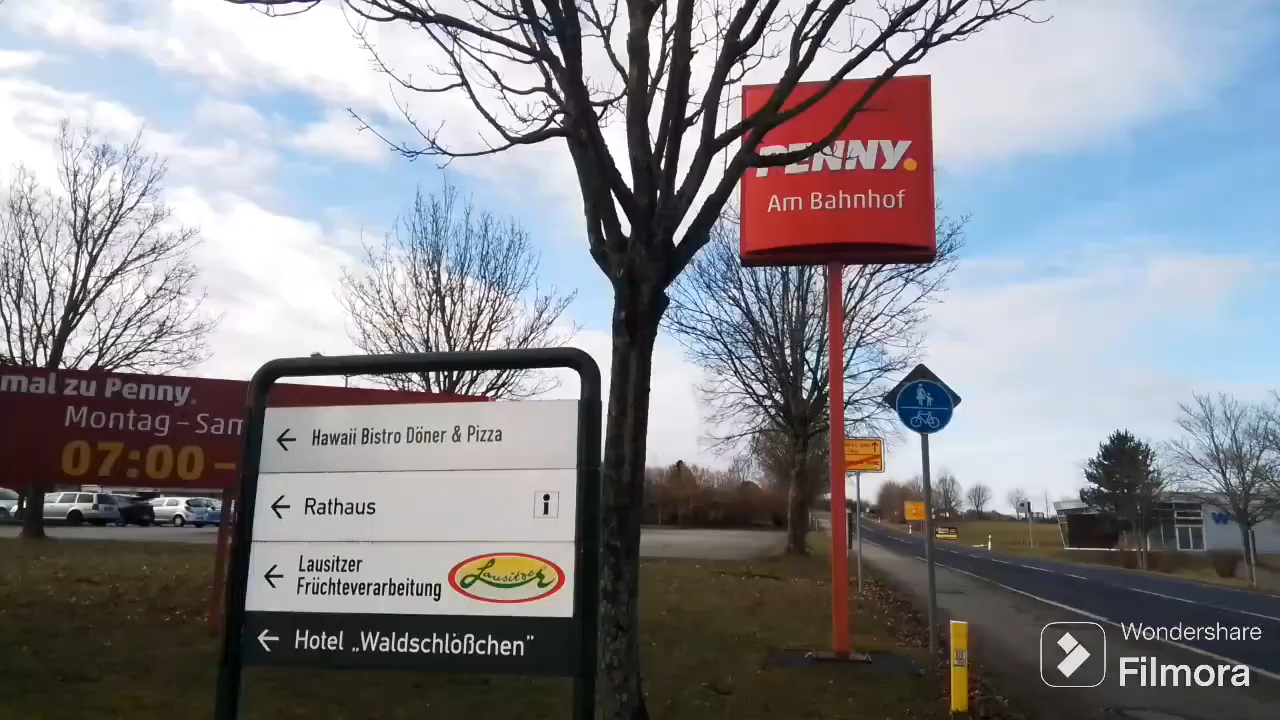 PENNY.
Am Bahnhof
mal zu Penny.
Montag – Sam
07:00 –
Hawaii Bistro Döner & Pizza
Rathaus i
Lausitzer
Früchteverarbeitung
Lausitzer
Hotel „Waldschlößchen”
W
Wondershare
Filmora